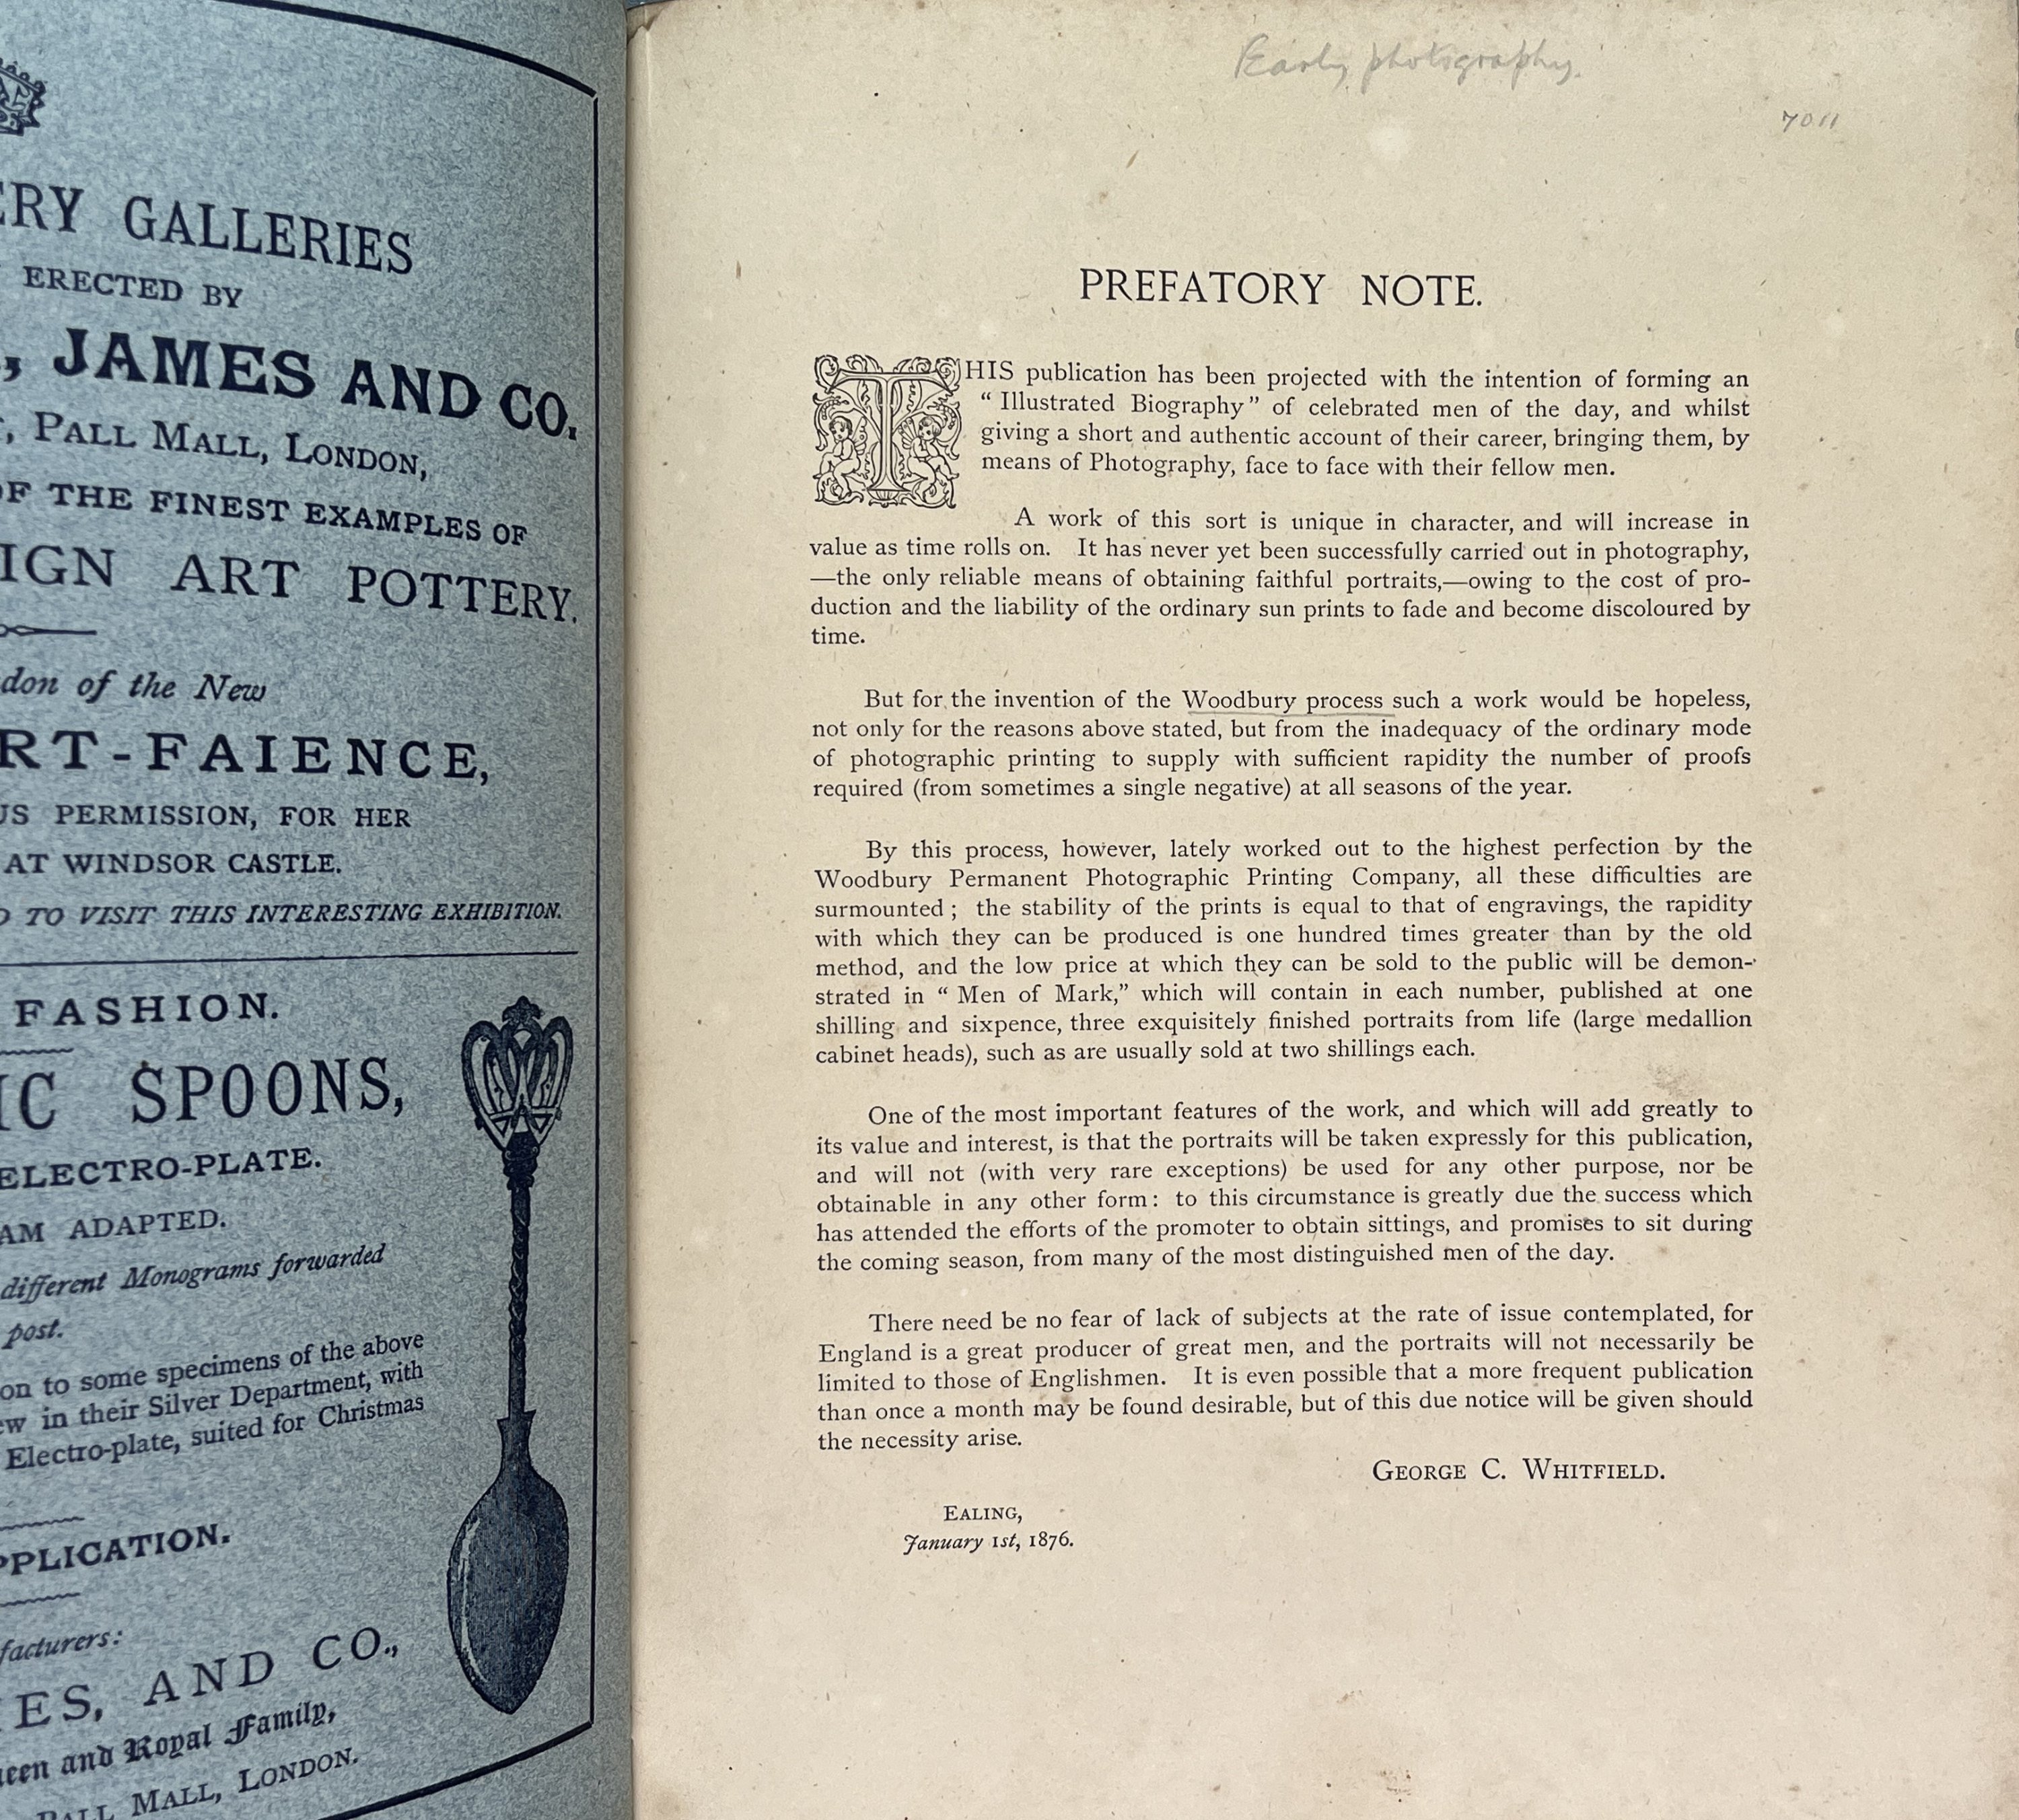 GALLERIES
ERECTED BY
JAMES AND CO.
PALL MALL, LONDON,
OF THE FINEST EXAMPLES OF
ART POTTERY.
of the New
ART-FAIENCE,
PERMISSION, FOR HER
AT WINDSOR CASTLE.
TO VISIT THIS INTERESTING EXHIBITION.
FASHION.
SPOONS,
ELECTRO-PLATE.
ADAPTED.
different Monograms forwarded
post.
on to some specimens of the above
in their Silver Department, with
Electro-plate, suited for Christmas
APPLICATION.
AND CO.,
and Royal Family,
PALL MALL, LONDON.
Early photography.
7011
PREFATORY NOTE.
THIS publication has been projected with the intention of forming an
“ Illustrated Biography” of celebrated men of the day, and whilst
giving a short and authentic account of their career, bringing them, by
means of Photography, face to face with their fellow men.
A work of this sort is unique in character, and will increase in
value as time rolls on. It has never yet been successfully carried out in photography,
—the only reliable means of obtaining faithful portraits,—owing to the cost of pro-
duction and the liability of the ordinary sun prints to fade and become discoloured by
time.
But for the invention of the Woodbury process such a work would be hopeless,
not only for the reasons above stated, but from the inadequacy of the ordinary mode
of photographic printing to supply with sufficient rapidity the number of proofs
required (from sometimes a single negative) at all seasons of the year.
By this process, however, lately worked out to the highest perfection by the
Woodbury Permanent Photographic Printing Company, all these difficulties are
surmounted ; the stability of the prints is equal to that of engravings, the rapidity
with which they can be produced is one hundred times greater than by the old
method, and the low price at which they can be sold to the public will be demon-
strated in “ Men of Mark,” which will contain in each number, published at one
shilling and sixpence, three exquisitely finished portraits from life (large medallion
cabinet heads), such as are usually sold at two shillings each.
One of the most important features of the work, and which will add greatly to
its value and interest, is that the portraits will be taken expressly for this publication,
and will not (with very rare exceptions) be used for any other purpose, nor be
obtainable in any other form : to this circumstance is greatly due the success which
has attended the efforts of the promoter to obtain sittings, and promises to sit during
the coming season, from many of the most distinguished men of the day.
There need be no fear of lack of subjects at the rate of issue contemplated, for
England is a great producer of great men, and the portraits will not necessarily be
limited to those of Englishmen. It is even possible that a more frequent publication
than once a month may be found desirable, but of this due notice will be given should
the necessity arise.
GEORGE C. WHITFIELD.
EALING,
January 1st, 1876.